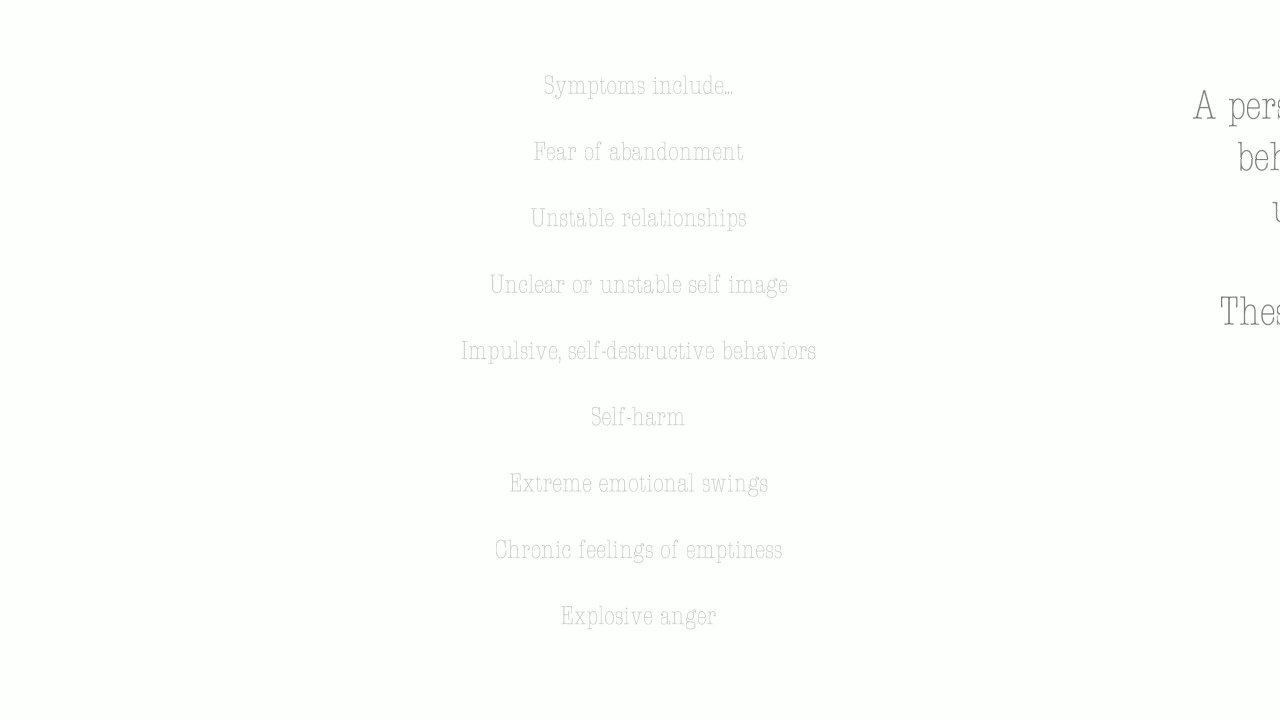 Symptoms include...
Fear of abandonment
Unstable relationships
Unclear or unstable self image
Impulsive, self-destructive behaviors
Self-harm
Extreme emotional swings
Chronic feelings of emptiness
Explosive anger
A